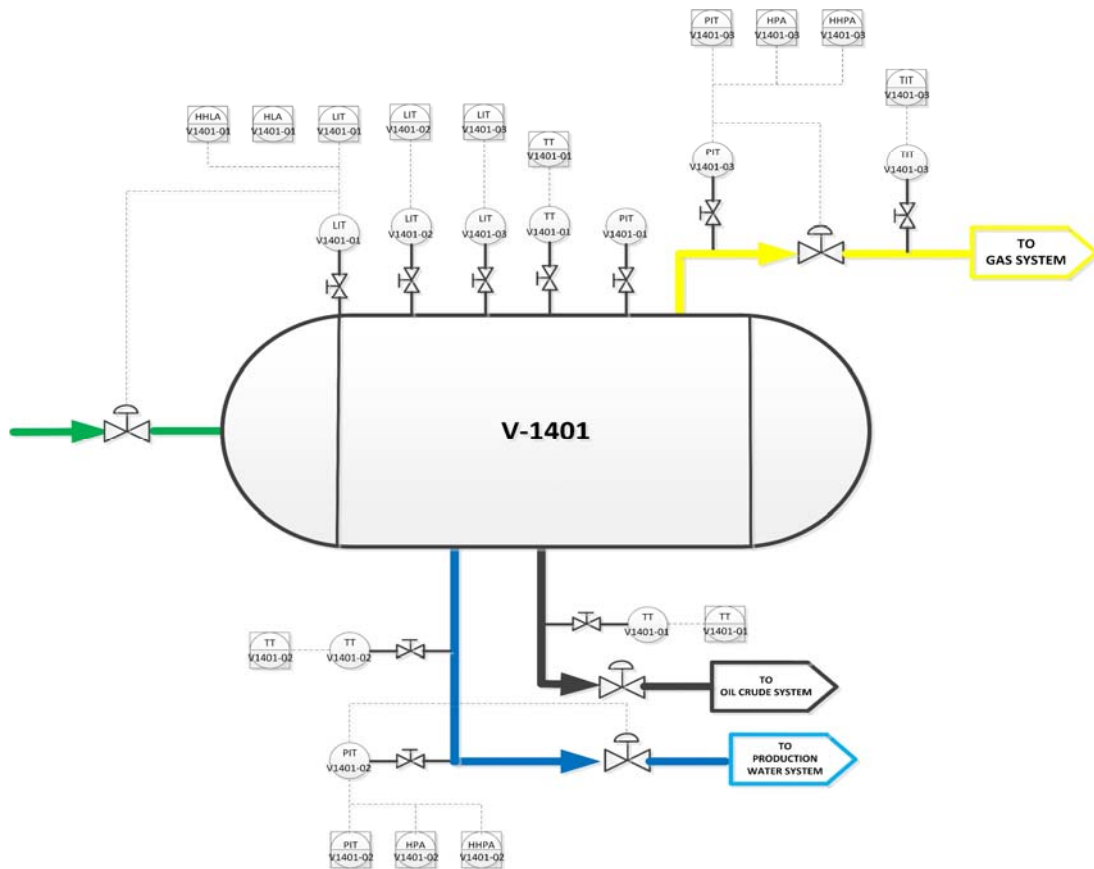 PIT
V1401-03
HPA
V1401-03
HHPA
V1401-03
TIT
V1401-03
HHLA
V1401-01
HLA
V1401-01
LIT
V1401-01
LIT
V1401-02
LIT
V1401-03
TT
V1401-01
PIT
V1401-03
TIT
V1401-03
LIT
V1401-01
LIT
V1401-02
LIT
V1401-03
TT
V1401-01
PIT
V1401-01
TO
GAS SYSTEM
V-1401
TT
V1401-02
TT
V1401-02
TT
V1401-01
TT
V1401-01
TO
OIL CRUDE SYSTEM
PIT
V1401-02
TO
PRODUCTION
WATER SYSTEM
PIT
V1401-02
HPA
V1401-02
HHPA
V1401-02